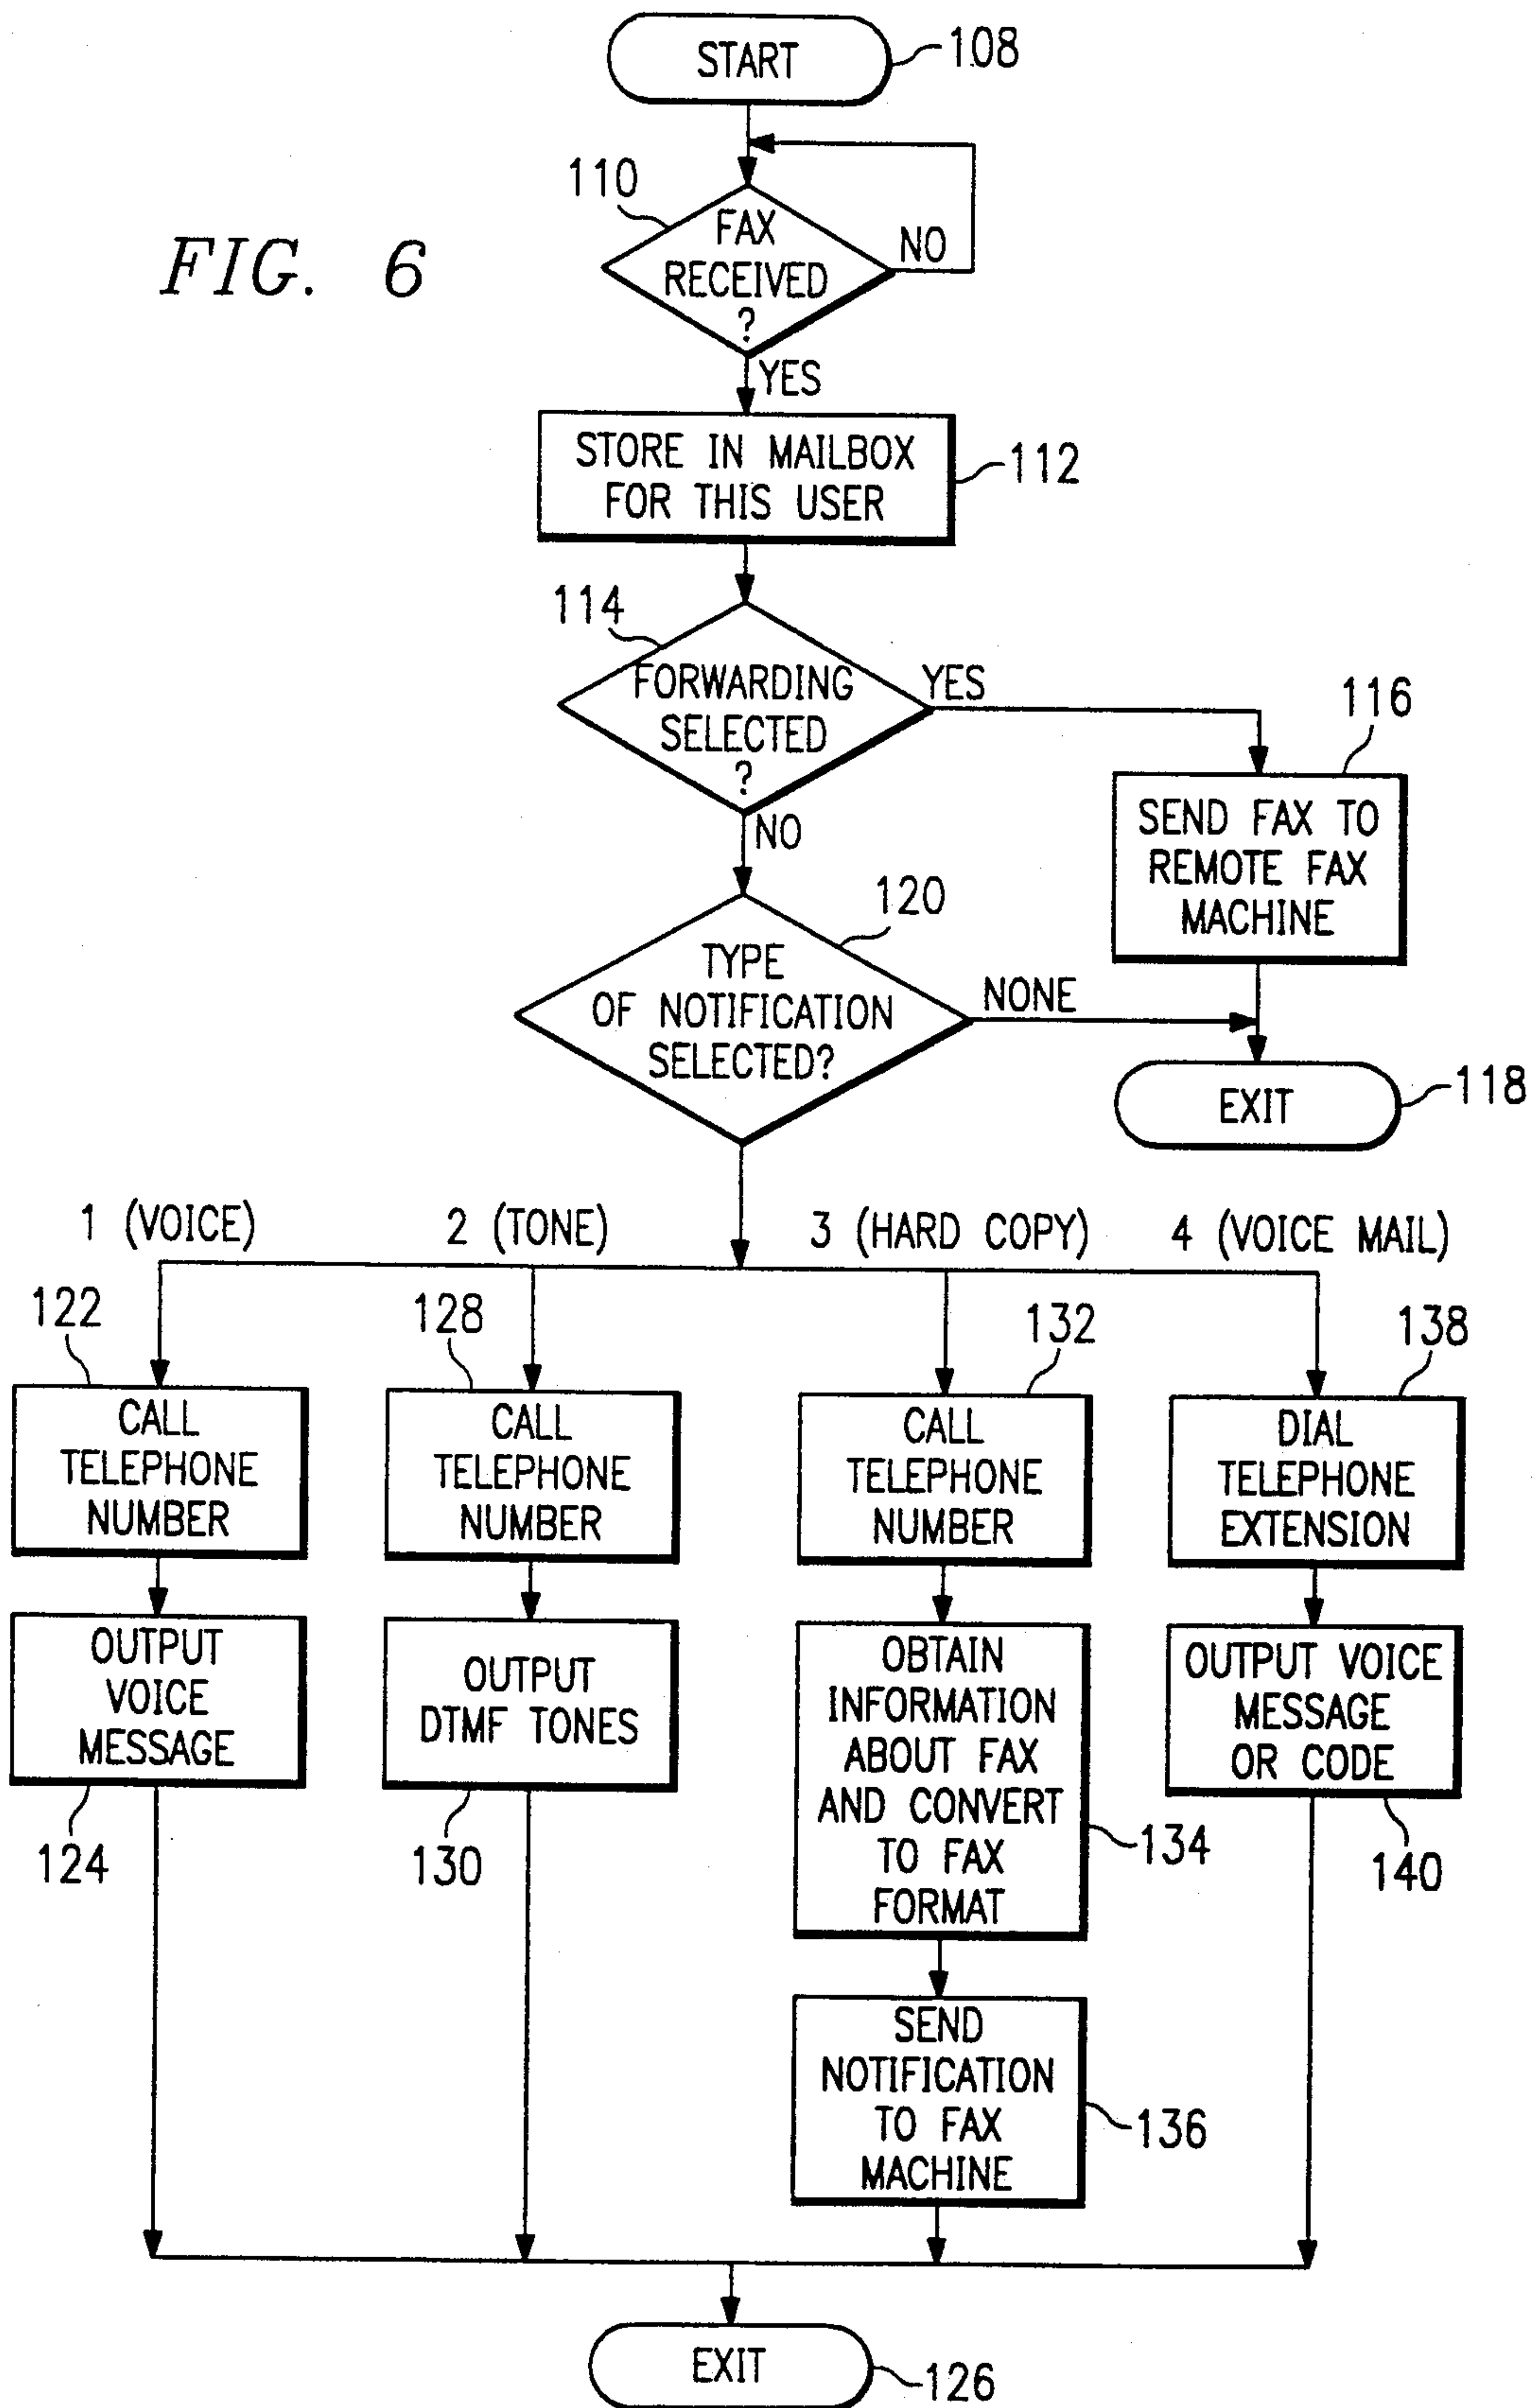 FIG. 6
START
108
110
FAX
RECEIVED
?
NO
YES
STORE IN MAILBOX
FOR THIS USER
112
114
FORWARDING
SELECTED
?
YES
NO
116
SEND FAX TO
REMOTE FAX
MACHINE
120
TYPE
OF NOTIFICATION
SELECTED?
NONE
EXIT
118
1 (VOICE)
2 (TONE)
3 (HARD COPY)
4 (VOICE MAIL)
122
CALL
TELEPHONE
NUMBER
OUTPUT
VOICE
MESSAGE
124
128
CALL
TELEPHONE
NUMBER
OUTPUT
DTMF TONES
130
132
CALL
TELEPHONE
NUMBER
OBTAIN
INFORMATION
ABOUT FAX
AND CONVERT
TO FAX
FORMAT
134
SEND
NOTIFICATION
TO FAX
MACHINE
136
138
DIAL
TELEPHONE
EXTENSION
OUTPUT VOICE
MESSAGE
OR CODE
140
EXIT
126